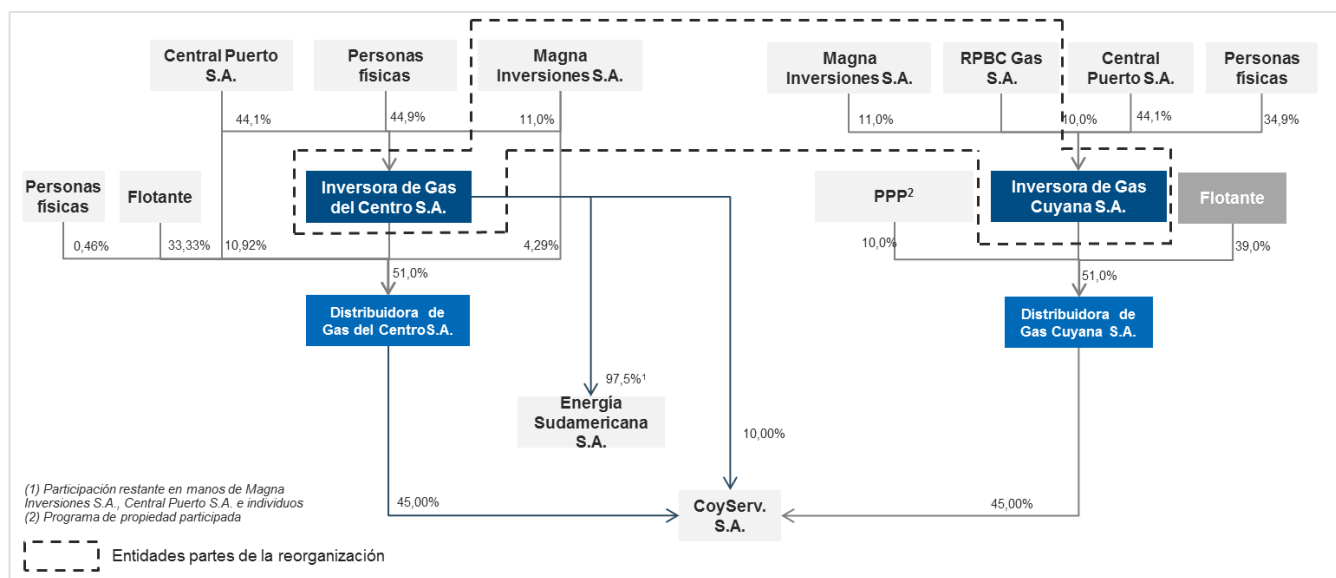 Central Puerto
S.A.
Personas
físicas
Magna
Inversiones S.A.
Magna
Inversiones S.A.
RPBC Gas
S.A.
Central
Puerto S.A.
Personas
físicas
44,1%
44,9%
11,0%
11,0%
10,0%
44,1%
34,9%
Personas
físicas
Flotante
Inversora de Gas
del Centro S.A.
PPP²
Inversora de Gas
Cuyana S.A.
Flotante
0,46%
33,33%
10,92%
4,29%
10,0%
39,0%
51,0%
51,0%
Distribuidora de
Gas del Centro S.A.
Distribuidora de
Gas Cuyana S.A.
97,5%¹
Energía
Sudamericana
S.A.
10,00%
(1) Participación restante en manos de Magna
Inversiones S.A., Central Puerto S.A. e individuos
(2) Programa de propiedad participada
45,00%
CoyServ.
S.A.
45,00%
Entidades partes de la reorganización